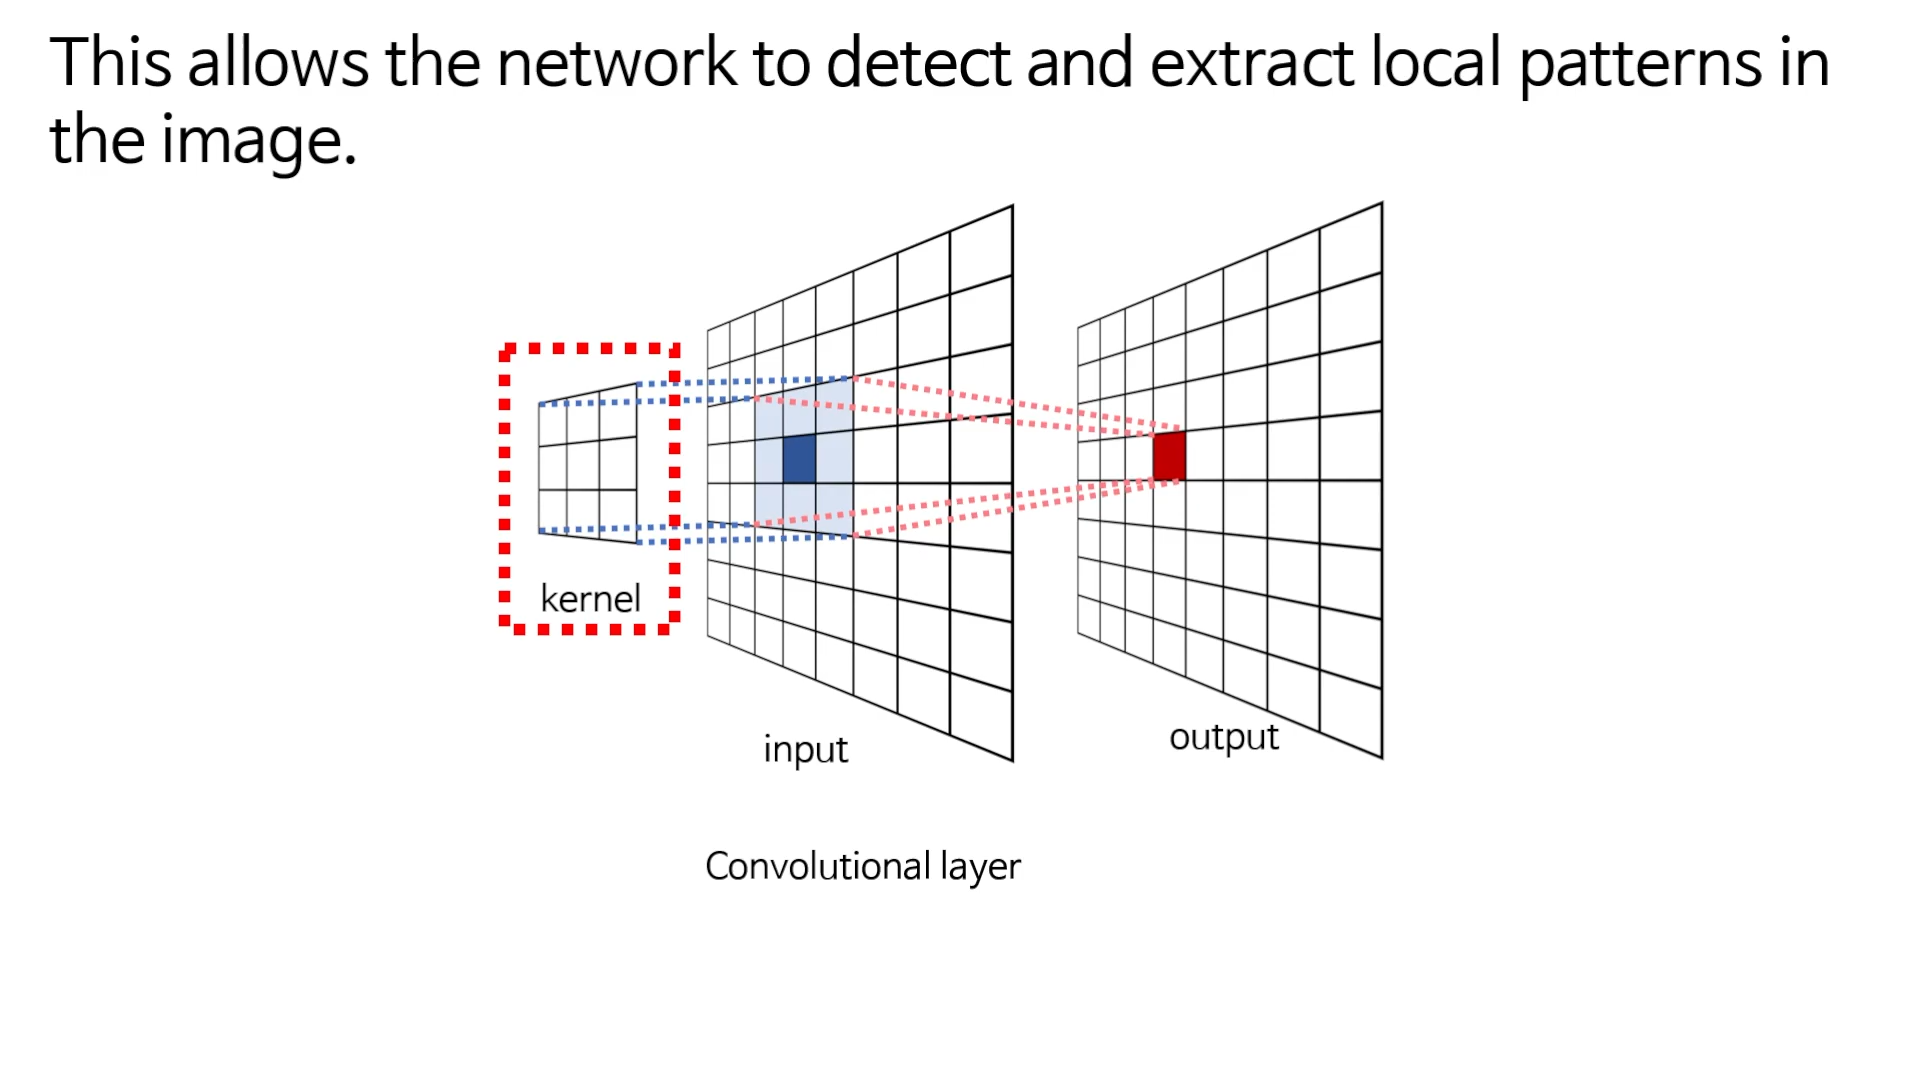 This allows the network to detect and extract local patterns in
the image.
kernel
input
output
Convolutional layer